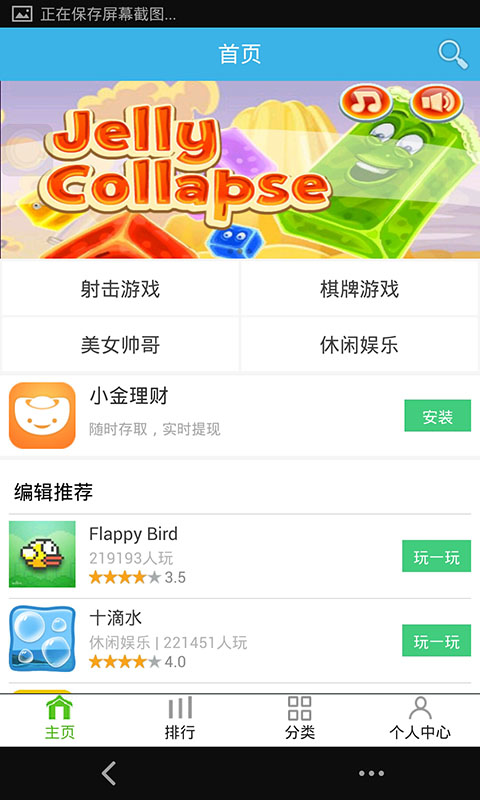 正在保存屏幕截图...
首页
Jelly
Collapse
射击游戏
棋牌游戏
美女帅哥
休闲娱乐
小金理财
随时存取，实时提现
安装
编辑推荐
Flappy Bird
219193人玩
3.5
玩一玩
十滴水
休闲娱乐 | 221451人玩
4.0
玩一玩
主页
排行
分类
个人中心